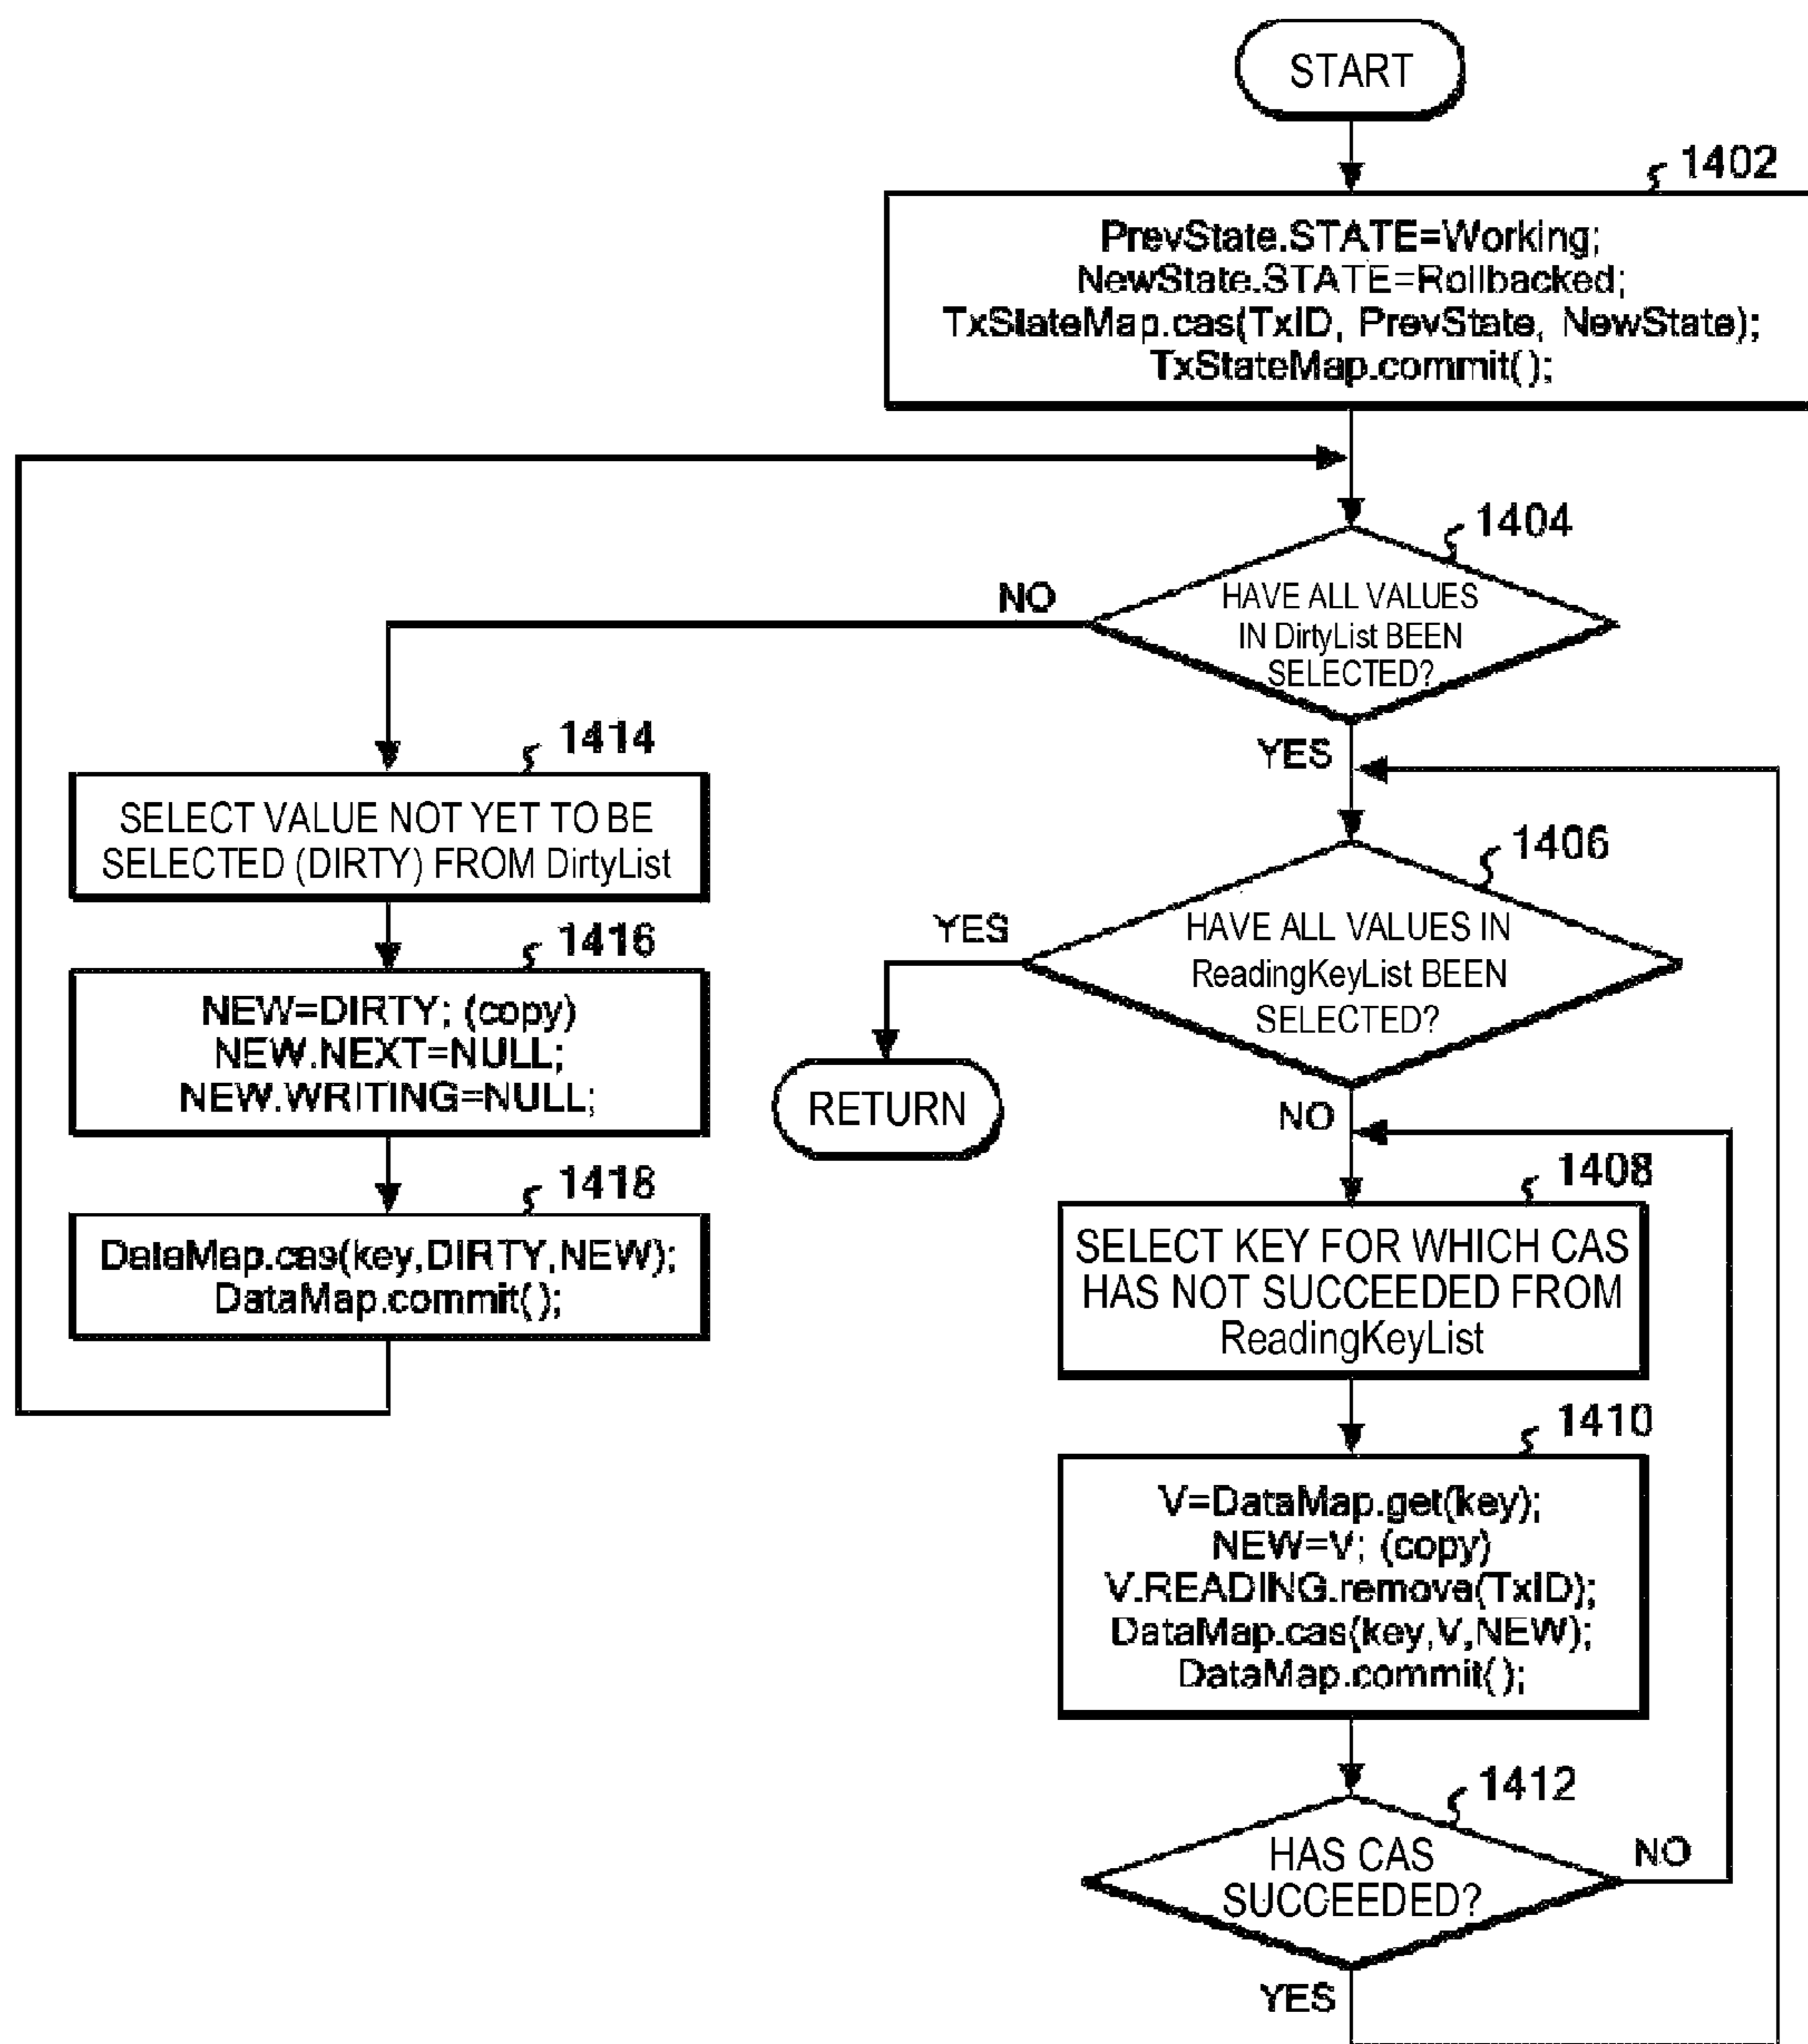 START
1402
PrevState.STATE=Working;
NewState.STATE=Rollbacked;
TxStateMap.cas(TxID, PrevState, NewState);
TxStateMap.commit();
1404
HAVE ALL VALUES
IN DirtyList BEEN
SELECTED?
NO
YES
1414
SELECT VALUE NOT YET TO BE
SELECTED (DIRTY) FROM DirtyList
1416
NEW=DIRTY; (copy)
NEW.NEXT=NULL;
NEW.WRITING=NULL;
1418
DataMap.cas(key,DIRTY,NEW);
DataMap.commit();
1406
HAVE ALL VALUES IN
ReadingKeyList BEEN
SELECTED?
YES
RETURN
NO
1408
SELECT KEY FOR WHICH CAS
HAS NOT SUCCEEDED FROM
ReadingKeyList
1410
V=DataMap.get(key);
NEW=V; (copy)
V.READING.remove(TxID);
DataMap.cas(key,V,NEW);
DataMap.commit();
1412
HAS CAS
SUCCEEDED?
NO
YES